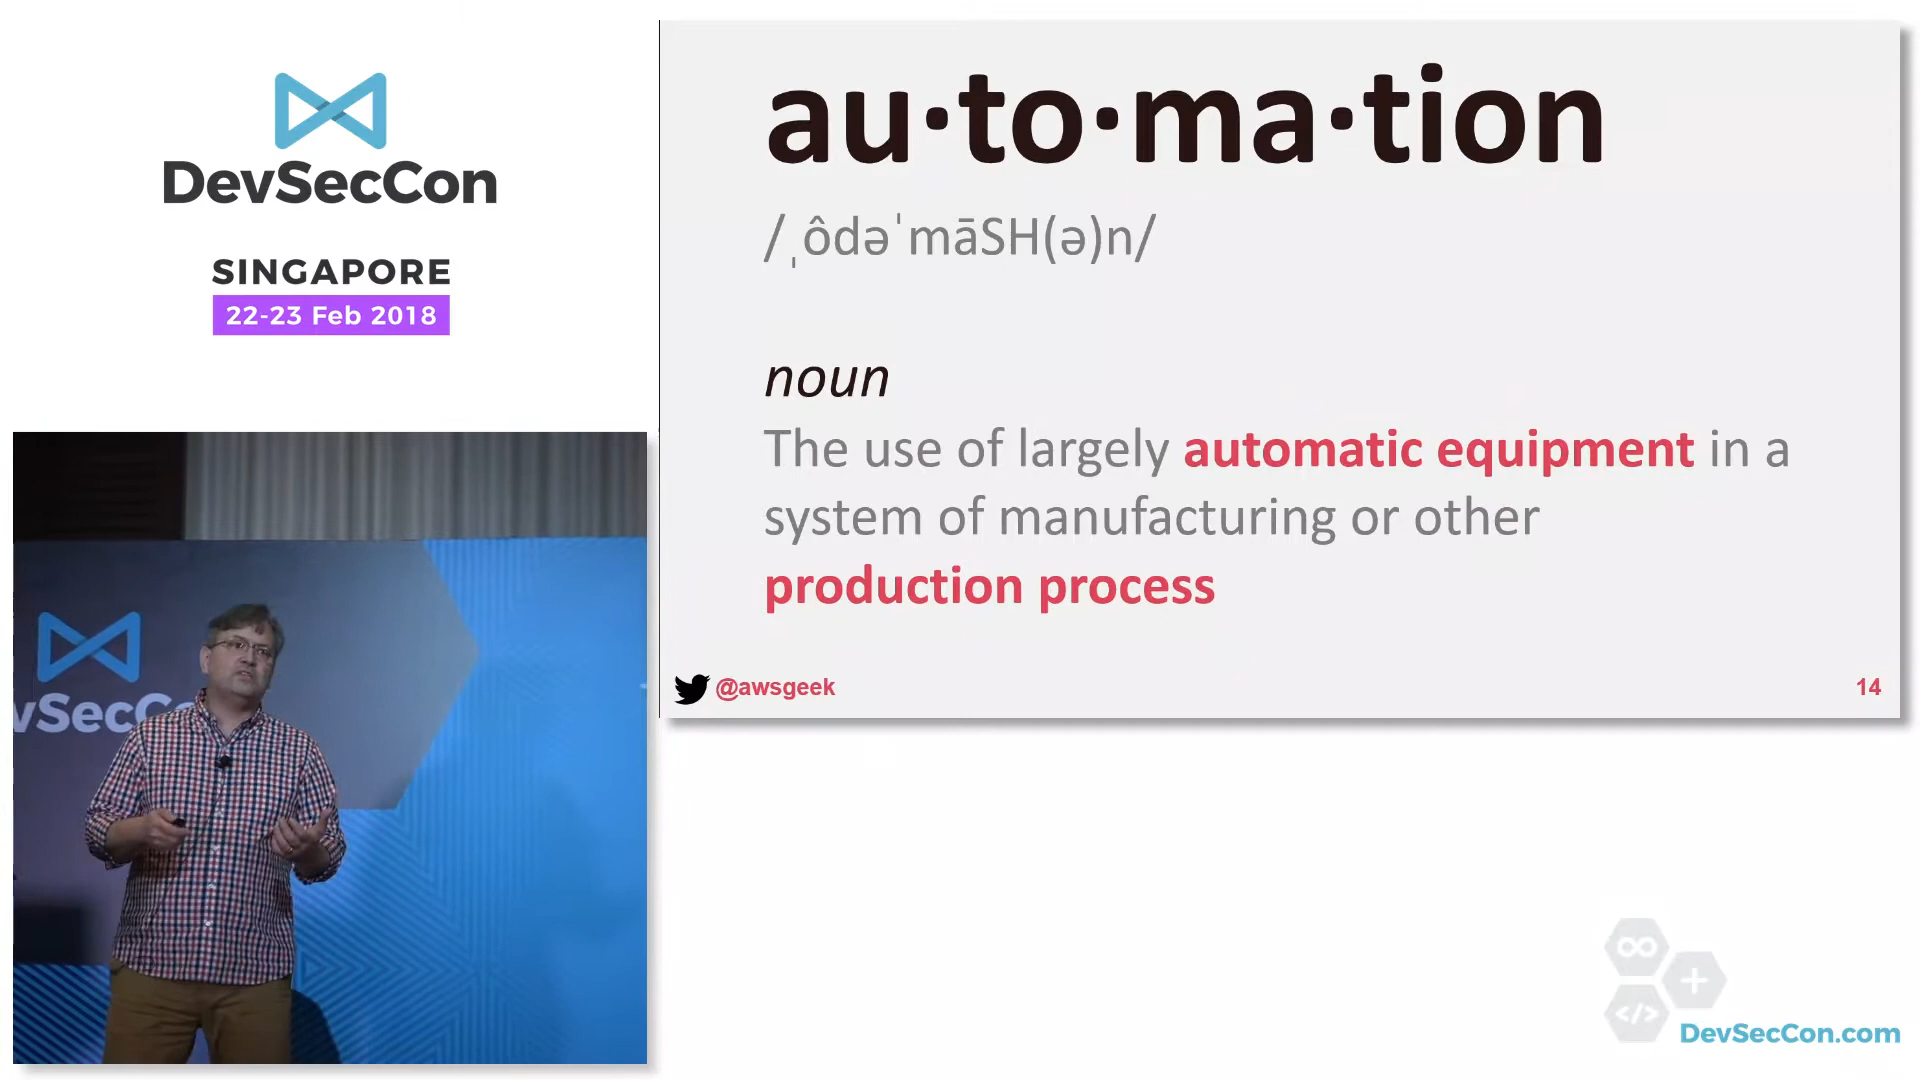 DevSecCon
SINGAPORE
22-23 Feb 2018
au·to·ma·tion
/ˌôdəˈmāSH(ə)n/
noun
The use of largely automatic equipment in a
system of manufacturing or other
production process
@awsgeek
14
vSecCo
</>
DevSecCon.com